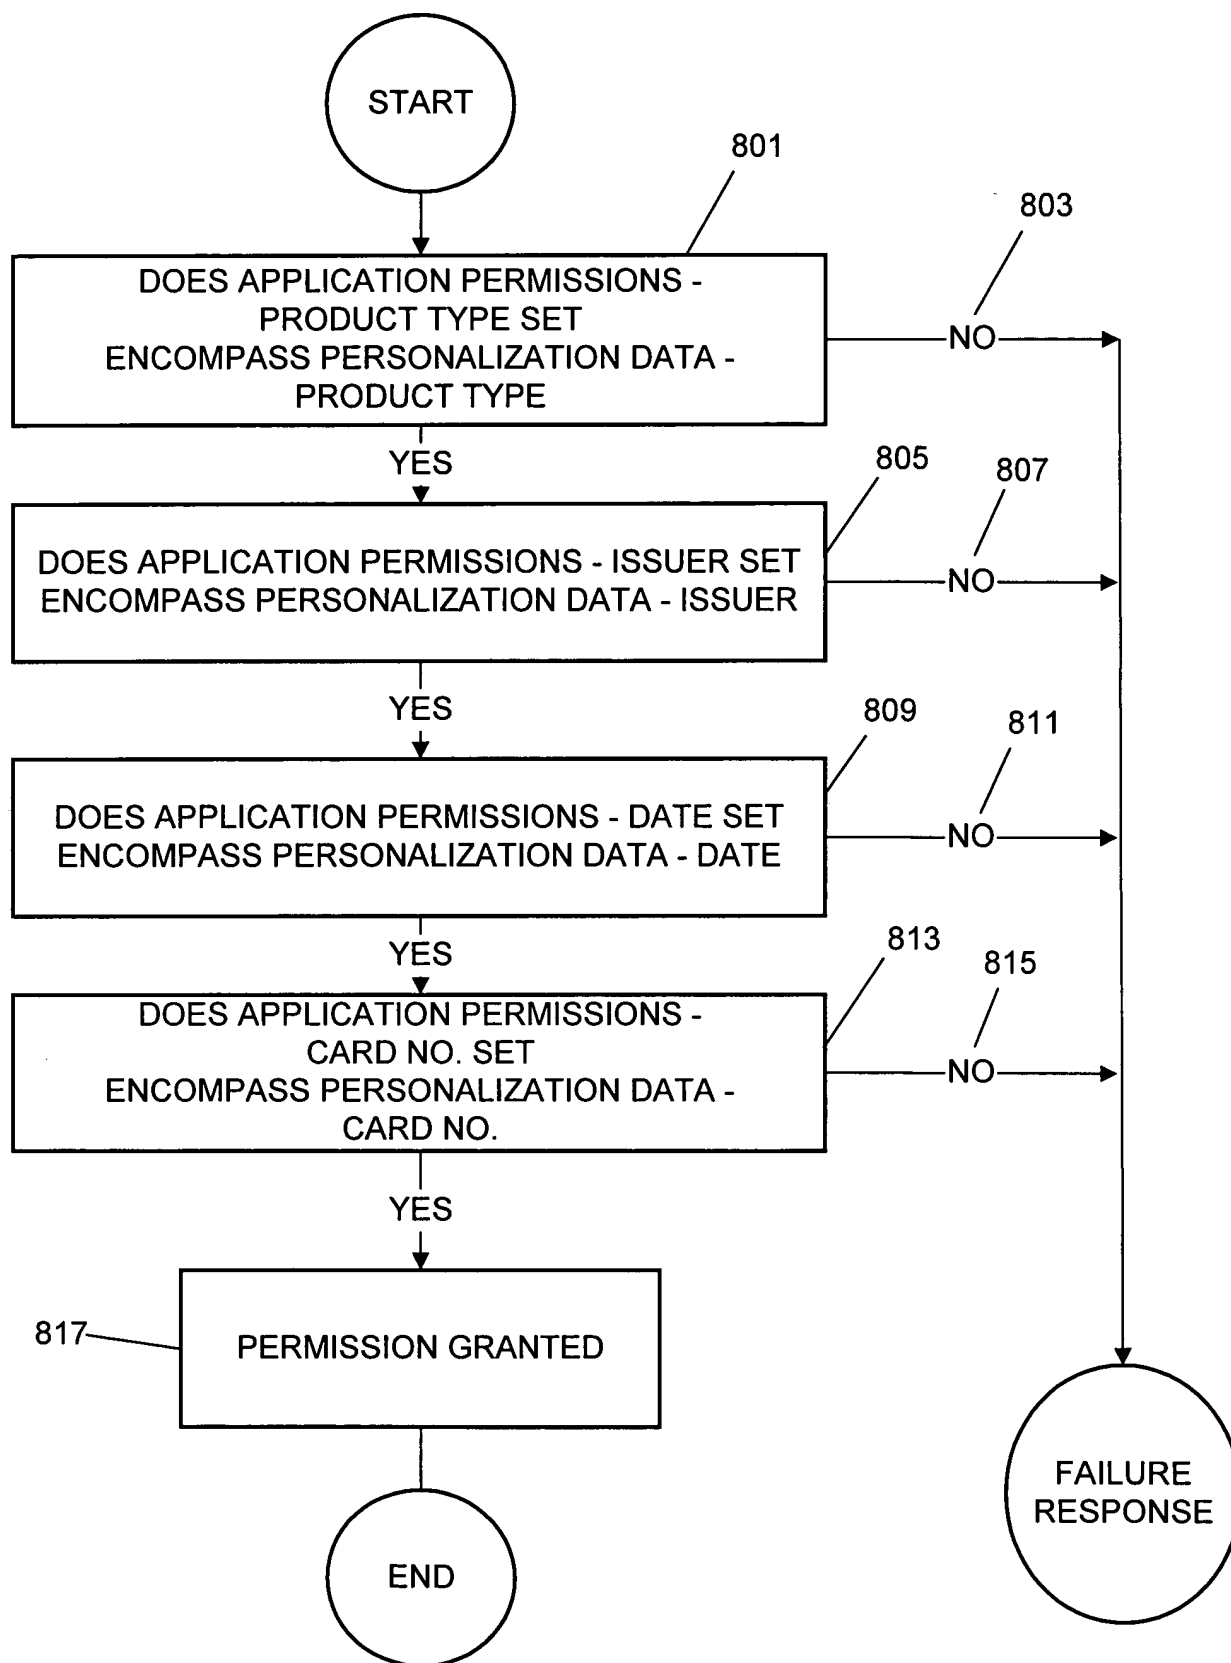 START
801
803
DOES APPLICATION PERMISSIONS -
PRODUCT TYPE SET
ENCOMPASS PERSONALIZATION DATA -
PRODUCT TYPE
NO
YES
805
807
DOES APPLICATION PERMISSIONS - ISSUER SET
ENCOMPASS PERSONALIZATION DATA - ISSUER
NO
YES
809
811
DOES APPLICATION PERMISSIONS - DATE SET
ENCOMPASS PERSONALIZATION DATA - DATE
NO
YES
813
815
DOES APPLICATION PERMISSIONS -
CARD NO. SET
ENCOMPASS PERSONALIZATION DATA -
CARD NO.
NO
YES
817
PERMISSION GRANTED
FAILURE
RESPONSE
END